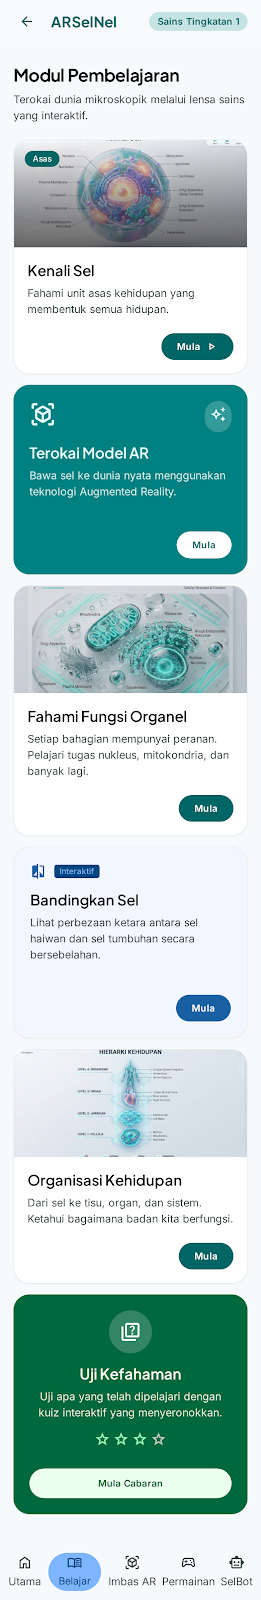 ARSelNel
Sains Tingkatan 1
Modul Pembelajaran
Terokai dunia mikroskopik melalui lensa sains
yang interaktif.
Asas
Kenali Sel
Fahami unit asas kehidupan yang
membentuk semua hidupan.
Mula
Terokai Model AR
Bawa sel ke dunia nyata menggunakan
teknologi Augmented Reality.
Mula
Fahami Fungsi Organel
Setiap bahagian mempunyai peranan.
Pelajari tugas nukleus, mitokondria, dan
banyak lagi.
Mula
Interaktif
Bandingkan Sel
Lihat perbezaan ketara antara sel
haiwan dan sel tumbuhan secara
bersebelahan.
Mula
HIERARKI KEHIDUPAN
Organisasi Kehidupan
Dari sel ke tisu, organ, dan sistem.
Ketahui bagaimana badan kita berfungsi.
Mula
Uji Kefahaman
Uji apa yang telah dipelajari dengan
kuiz interaktif yang menyeronokkan.
Mula Cabaran
Utama
Belajar
Imbas AR
Permainan
SelBot